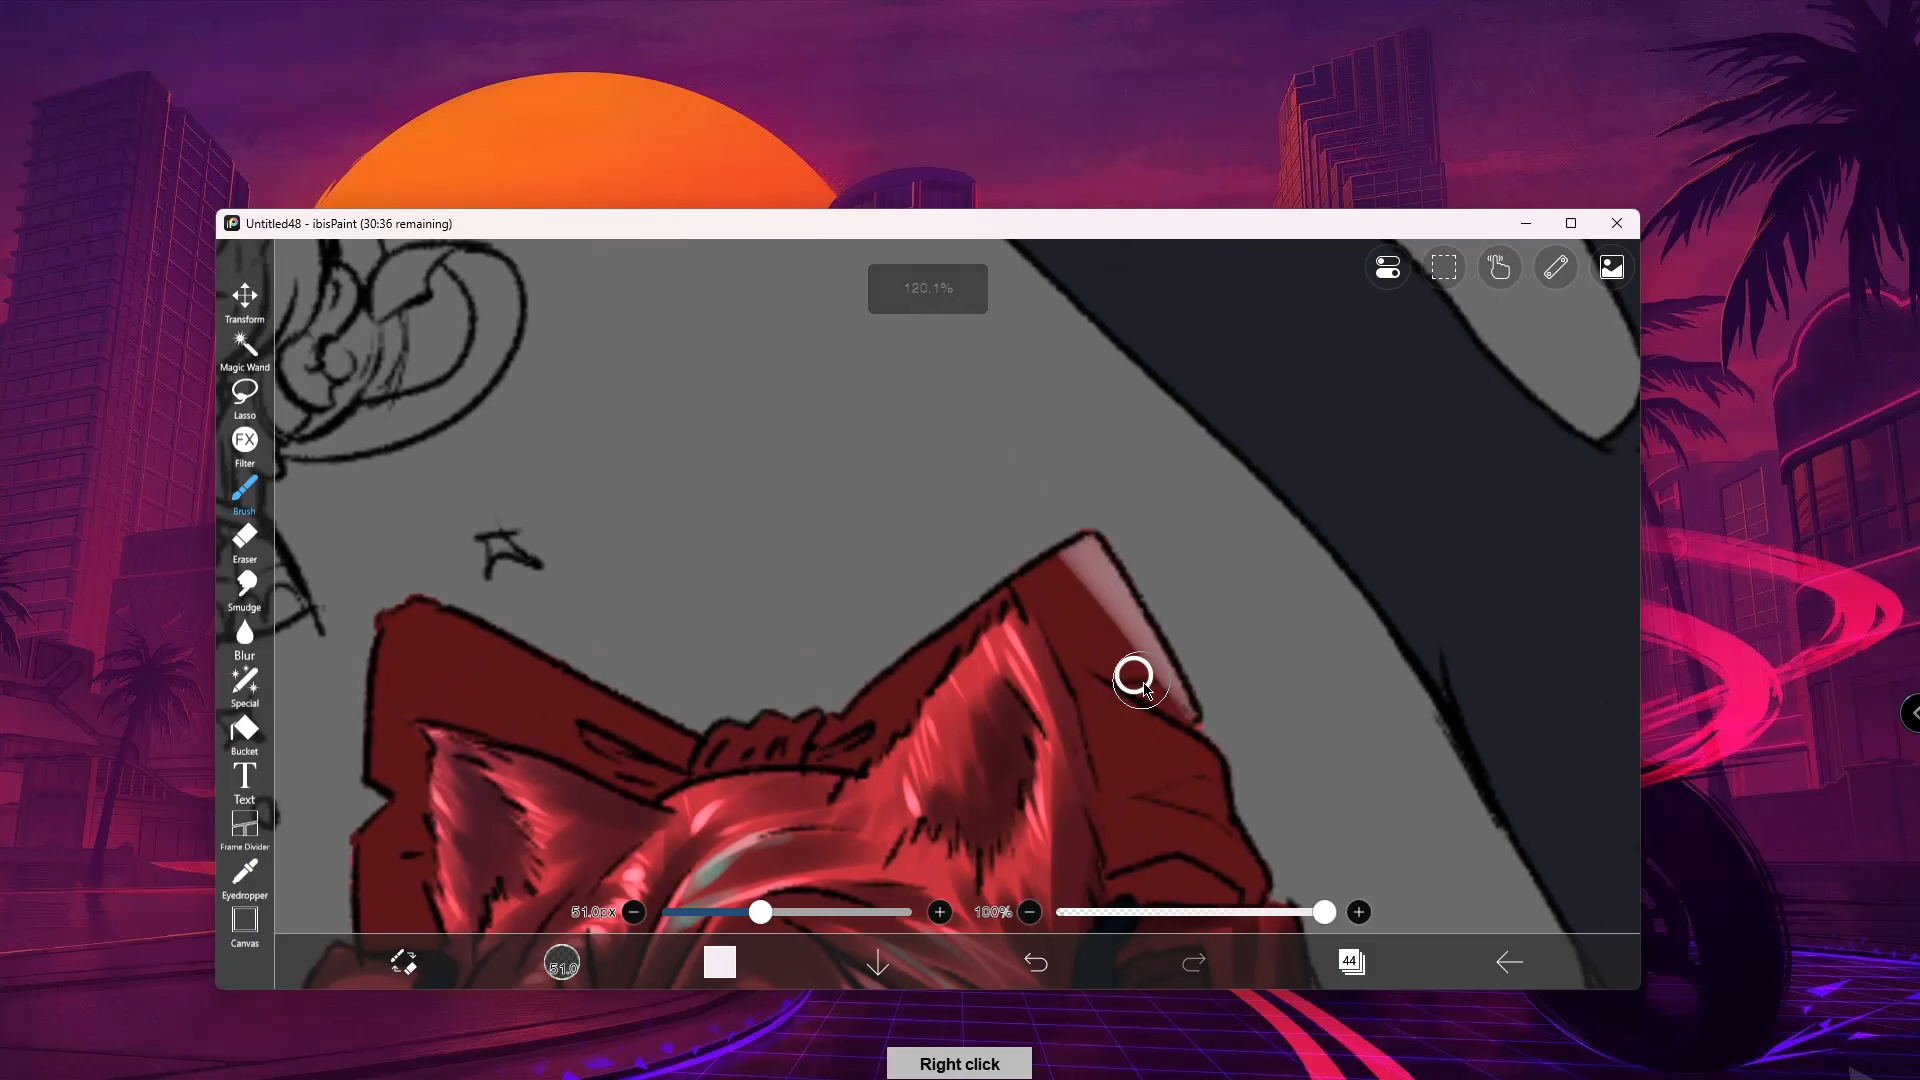 Untitled48 - ibisPaint (30:36 remaining)
120.1%
Transform
Magic Wand
Lasso
FX
Filter
Brush
Eraser
Smudge
Blur
Special
Bucket
T
Text
Frame Divider
Eyedropper
Canvas
51.0px
100%
51.0
44
Right click